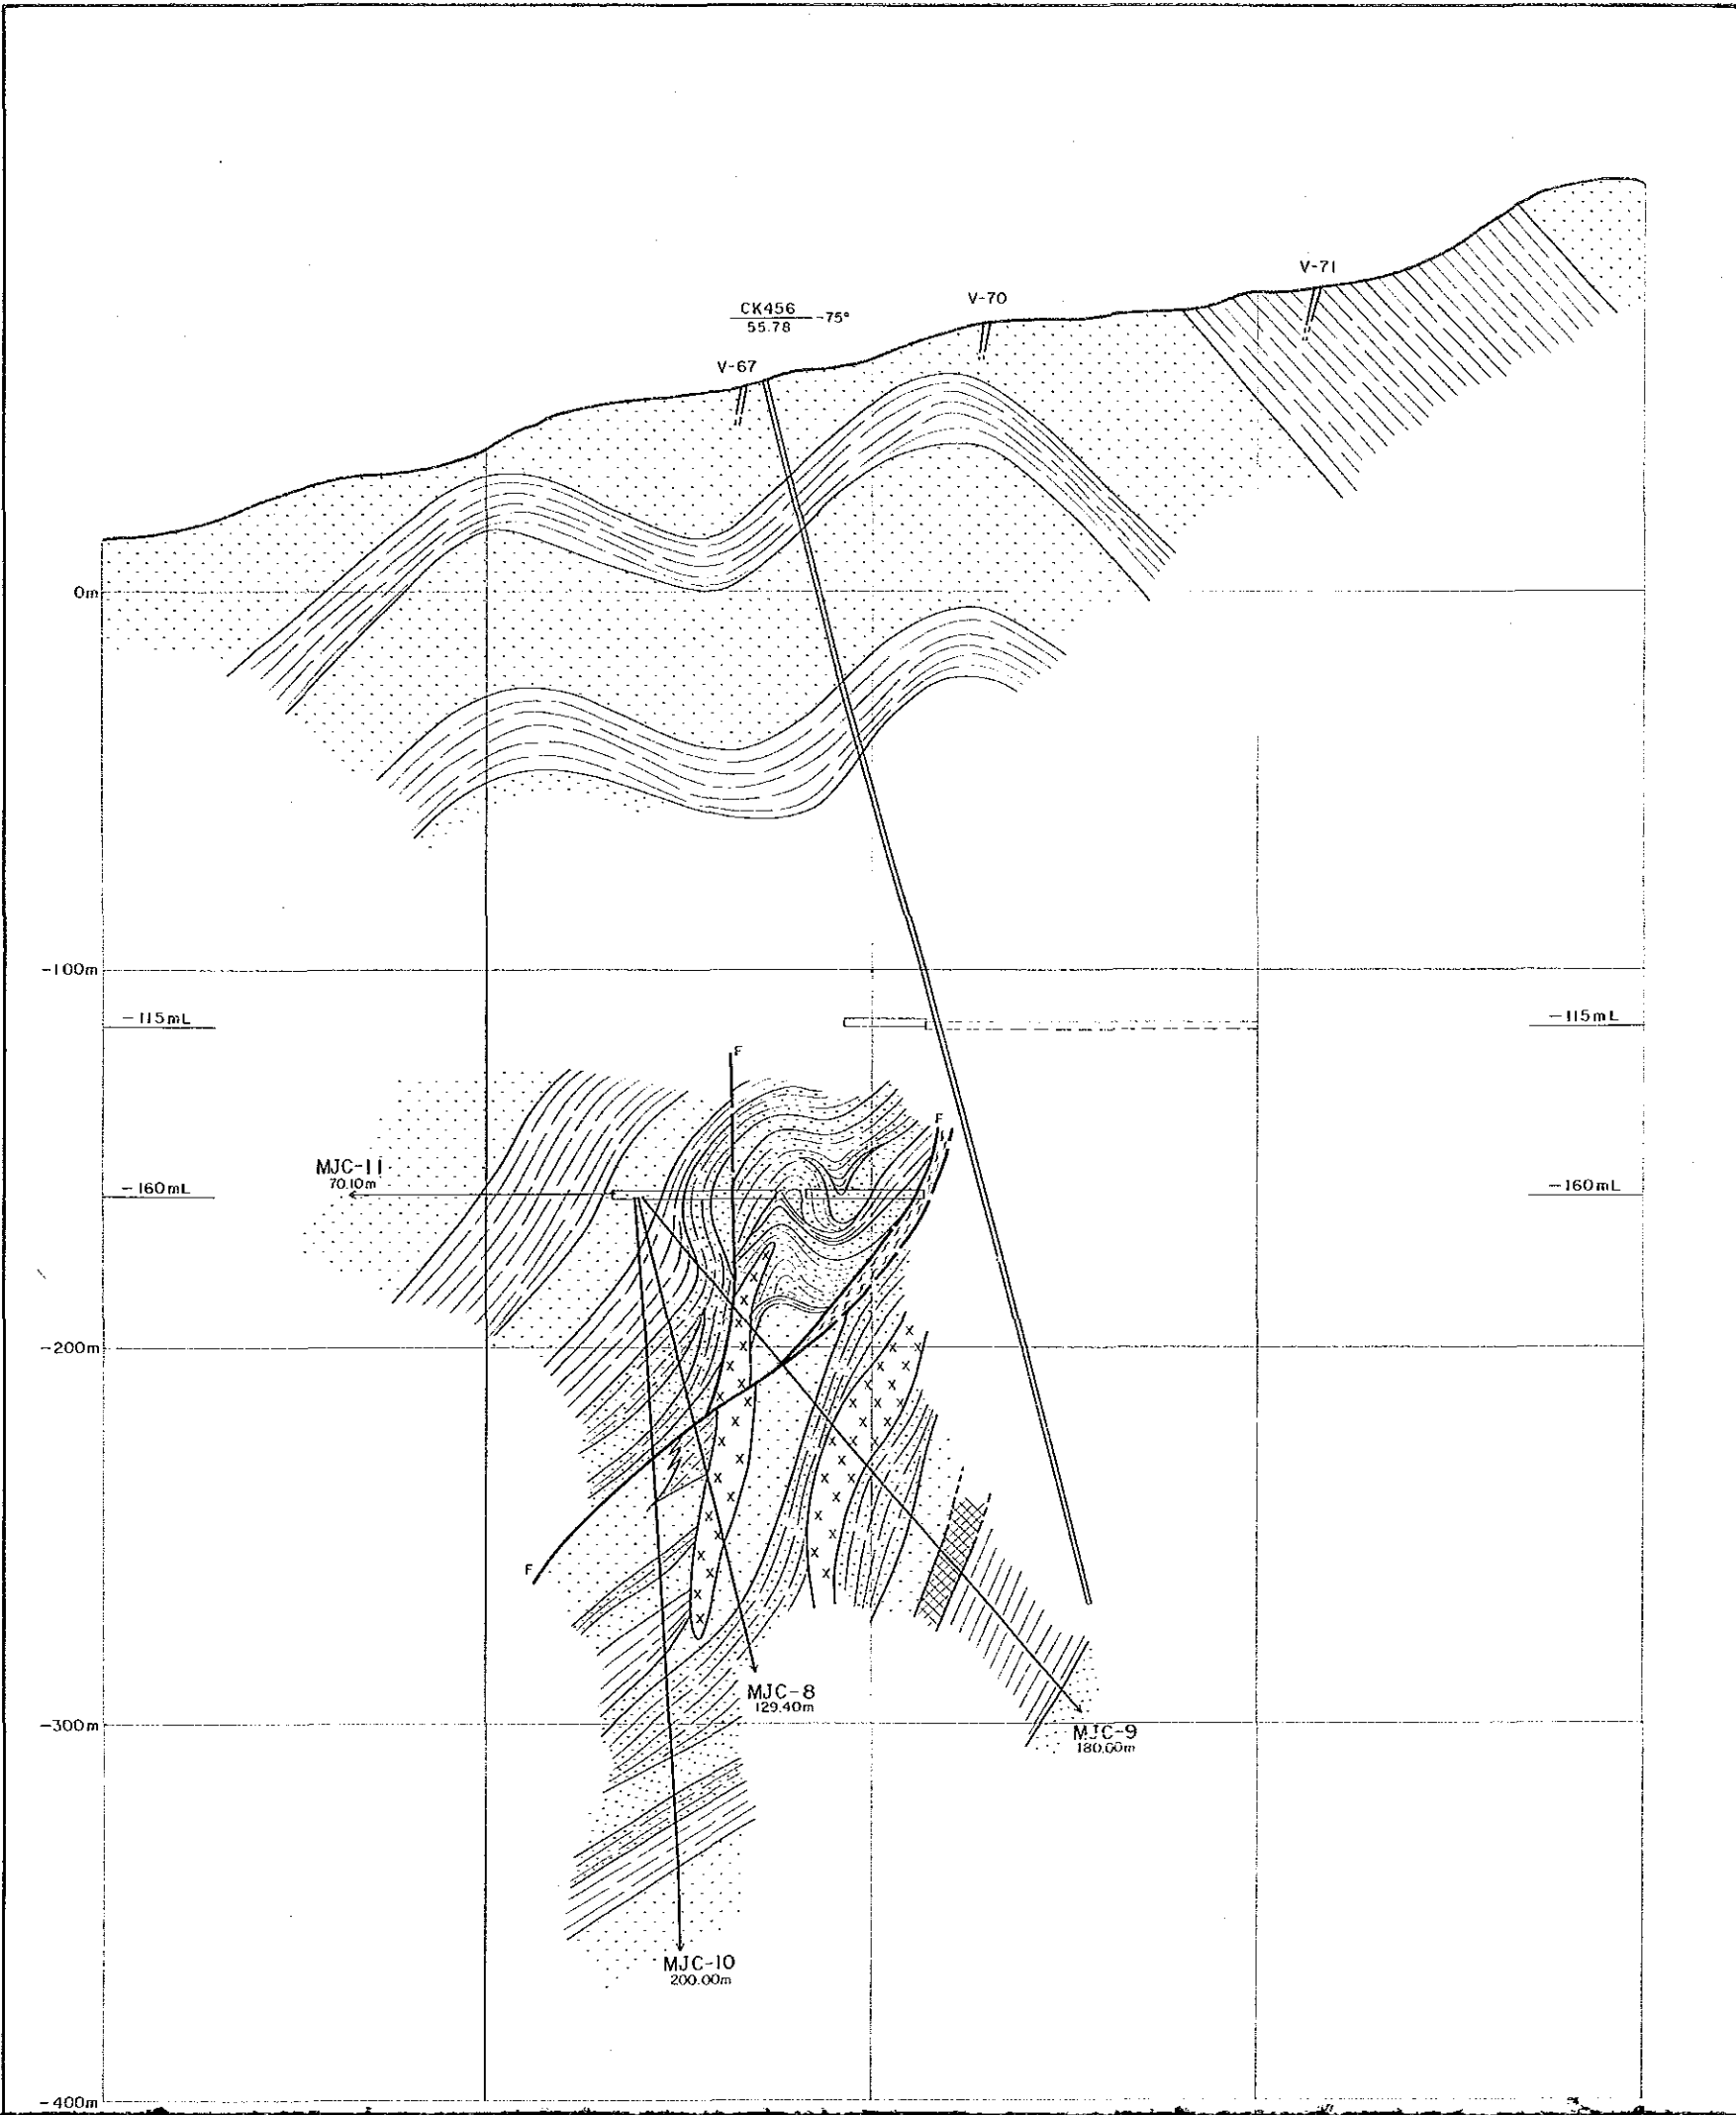 V-71
V-70
CK456
55.78
-75°
V-67
0m
-100m
-115mL
-115mL
F
F
MJC-11
70.10m
-160mL
-160mL
-200m
F
MJC-8
129.40m
-300m
MJC-9
180.00m
MJC-10
200.00m
-400m